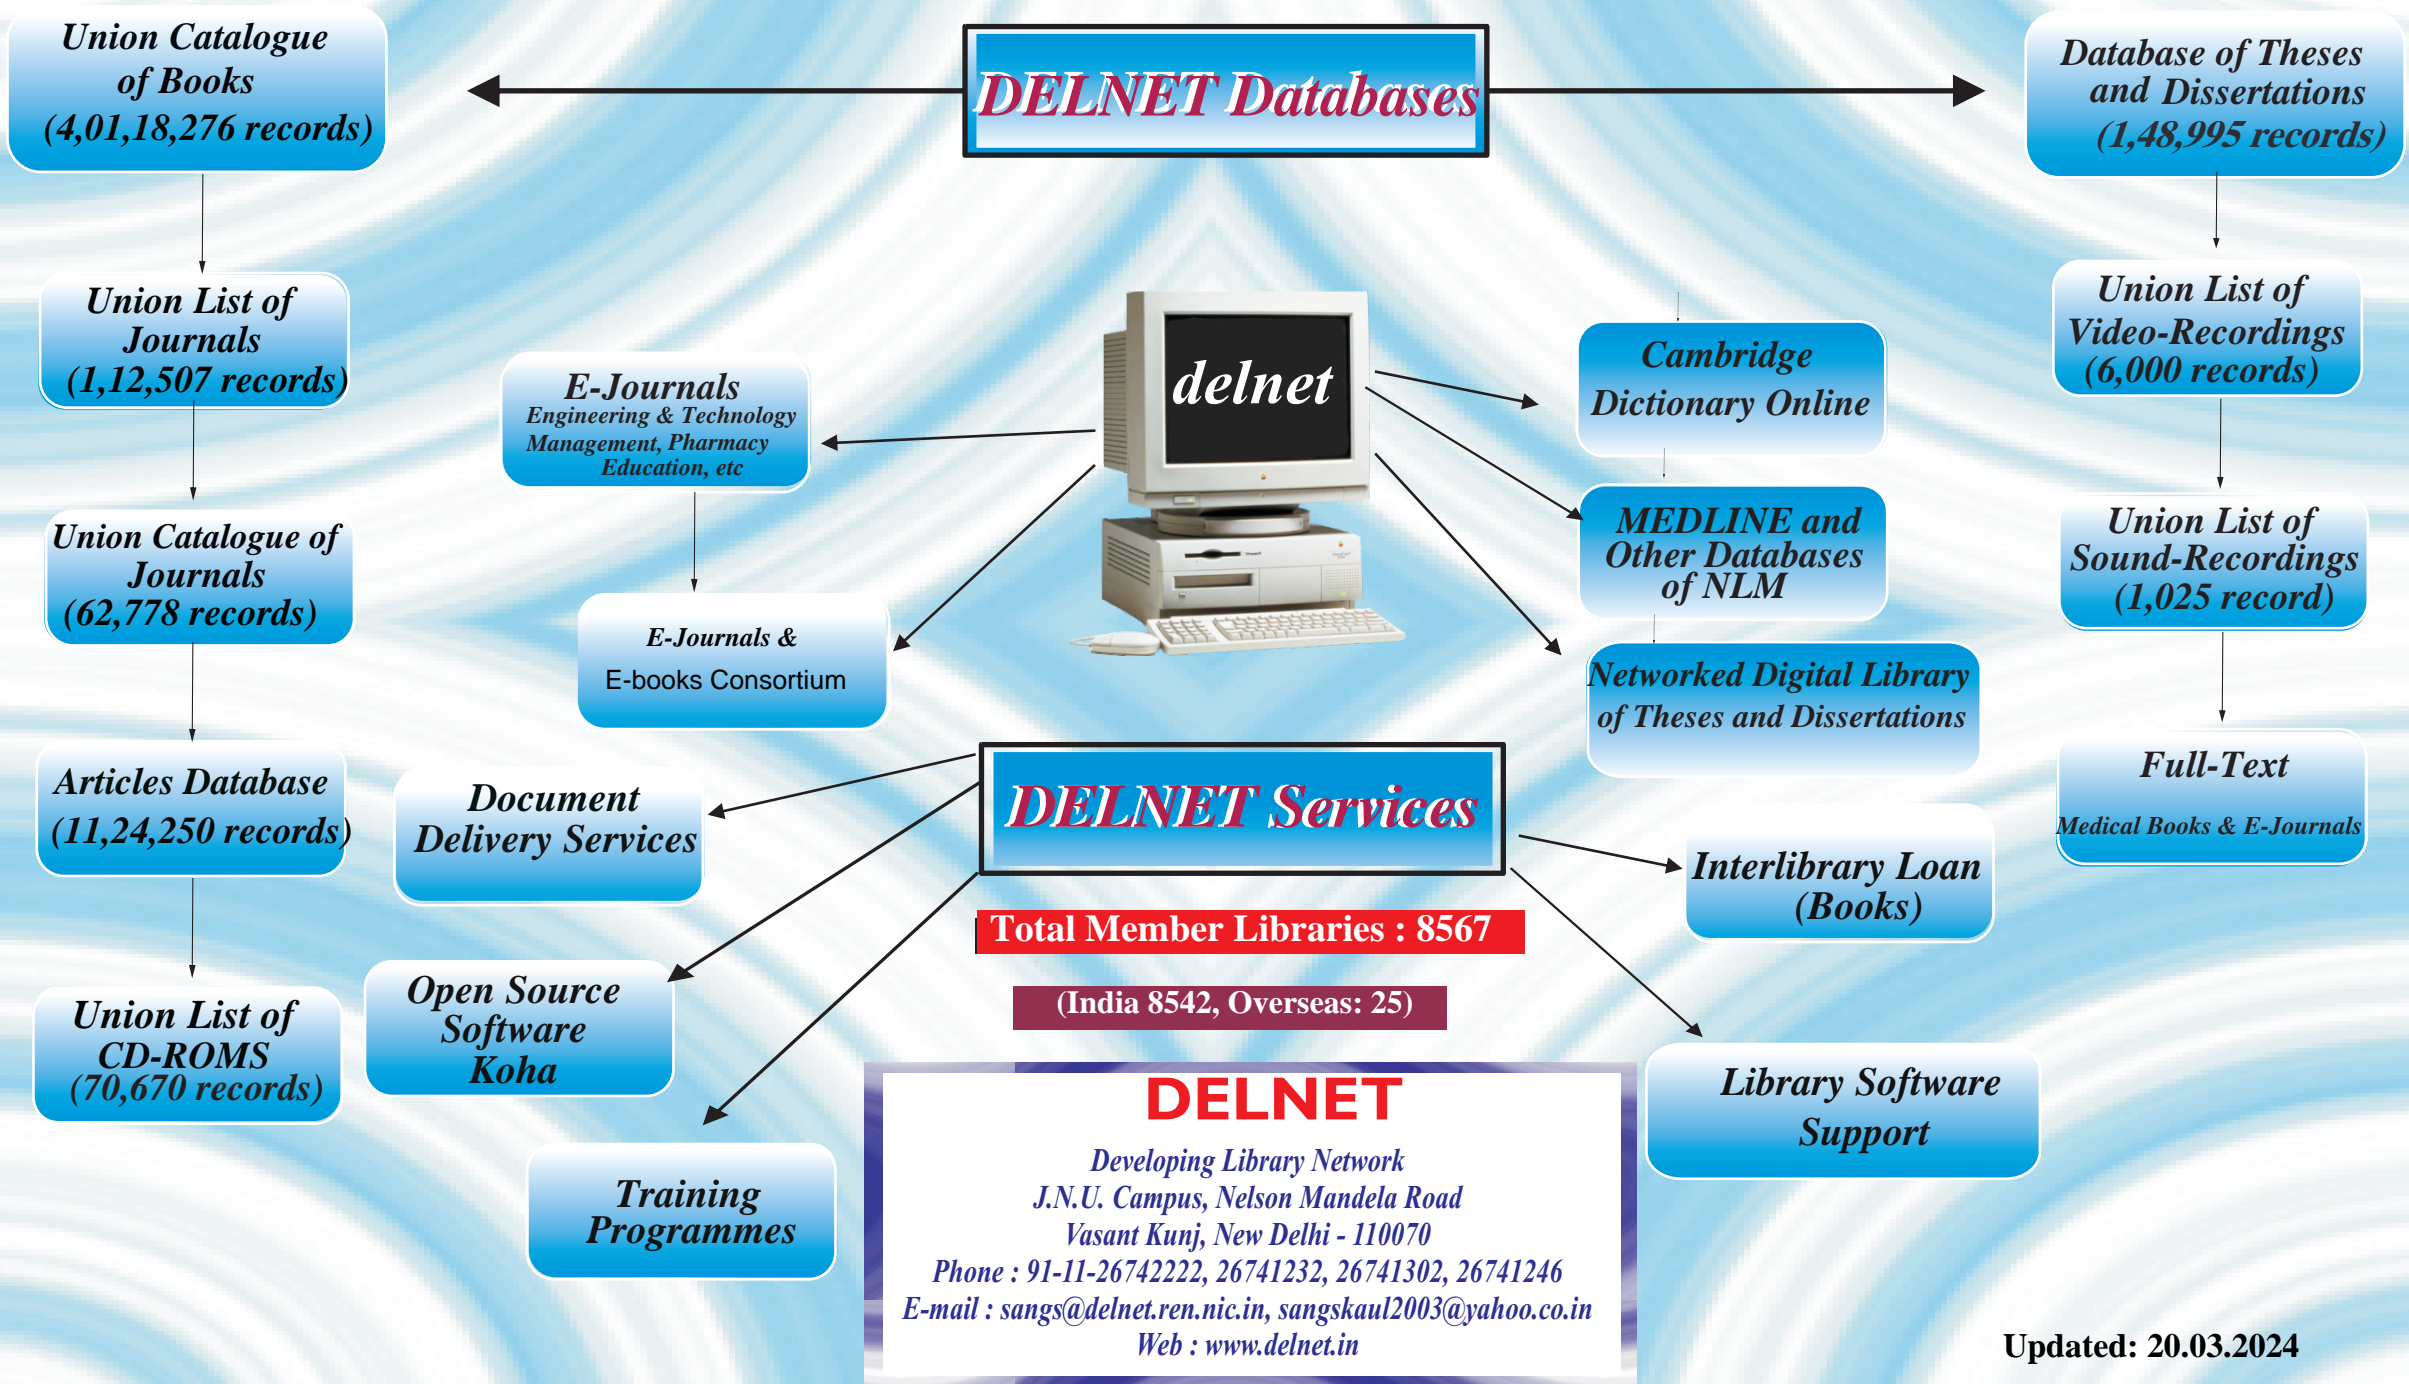 DELNET Databases
Union Catalogue
of Books
(4,01,18,276 records)
Union List of
Journals
(1,12,507 records)
Union Catalogue of
Journals
(62,778 records)
Articles Database
(11,24,250 records)
Union List of
CD-ROMS
(70,670 records)
Database of Theses
and Dissertations
(1,48,995 records)
Union List of
Video-Recordings
(6,000 records)
Union List of
Sound-Recordings
(1,025 record)
Full-Text
Medical Books & E-Journals
delnet
E-Journals
Engineering & Technology
Management, Pharmacy
Education, etc
E-Journals &
E-books Consortium
Cambridge
Dictionary Online
MEDLINE and
Other Databases
of NLM
Networked Digital Library
of Theses and Dissertations
DELNET Services
Document
Delivery Services
Open Source
Software
Koha
Training
Programmes
Interlibrary Loan
(Books)
Library Software
Support
Total Member Libraries : 8567
(India 8542, Overseas: 25)
DELNET
Developing Library Network
J.N.U. Campus, Nelson Mandela Road
Vasant Kunj, New Delhi - 110070
Phone : 91-11-26742222, 26741232, 26741302, 26741246
E-mail : sangs@delnet.ren.nic.in, sangskaul2003@yahoo.co.in
Web : www.delnet.in
Updated: 20.03.2024